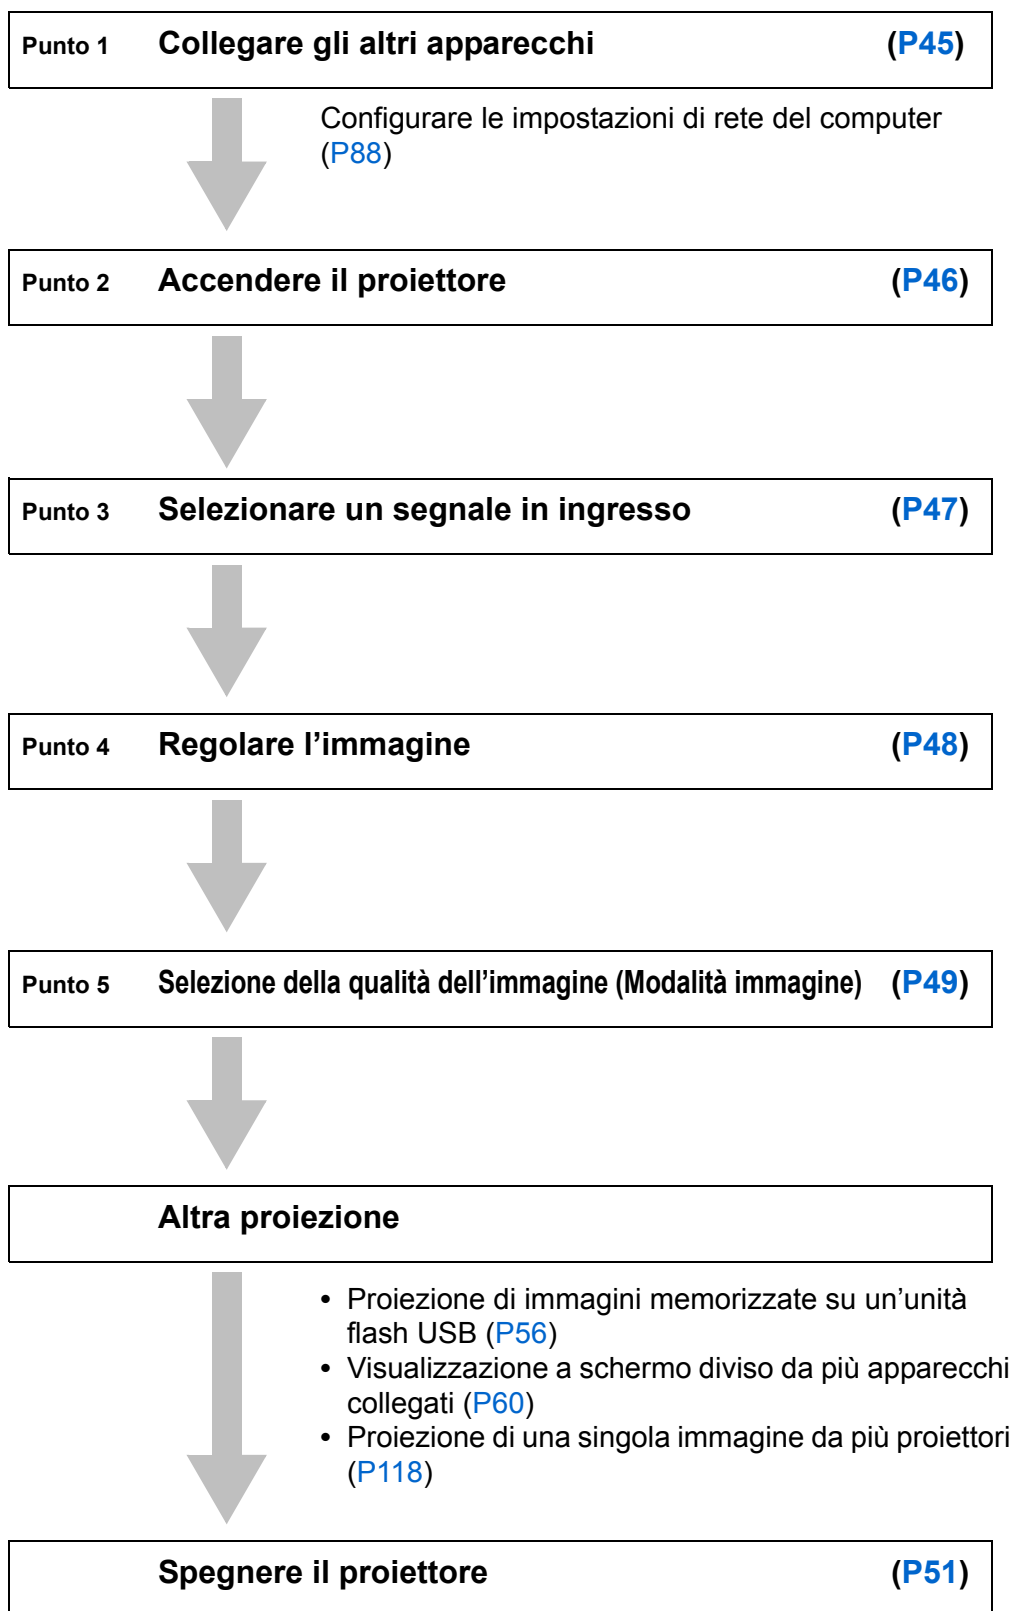 Punto 1 Collegare gli altri apparecchi (P45)
Configurare le impostazioni di rete del computer
(P88)
Punto 2 Accendere il proiettore (P46)
Punto 3 Selezionare un segnale in ingresso (P47)
Punto 4 Regolare l’immagine (P48)
Punto 5 Selezione della qualità dell’immagine (Modalità immagine) (P49)
Altra proiezione
• Proiezione di immagini memorizzate su un’unità
flash USB (P56)
• Visualizzazione a schermo diviso da più apparecchi
collegati (P60)
• Proiezione di una singola immagine da più proiettori
(P118)
Spegnere il proiettore (P51)